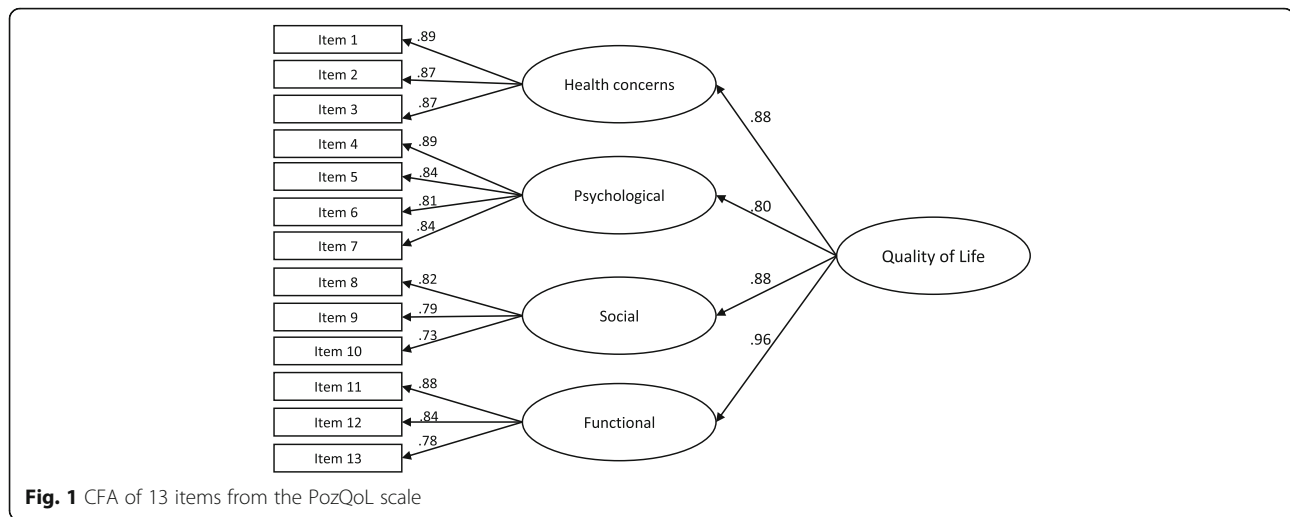 Item 1
.89
Item 2
.87
Item 3
.87
Health concerns
Item 4
.89
Item 5
.84
Item 6
.81
Item 7
.84
Psychological
Item 8
.82
Item 9
.79
Item 10
.73
Social
Item 11
.88
Item 12
.84
Item 13
.78
Functional
.88
.80
.88
.96
Quality of Life
Fig. 1 CFA of 13 items from the PozQoL scale